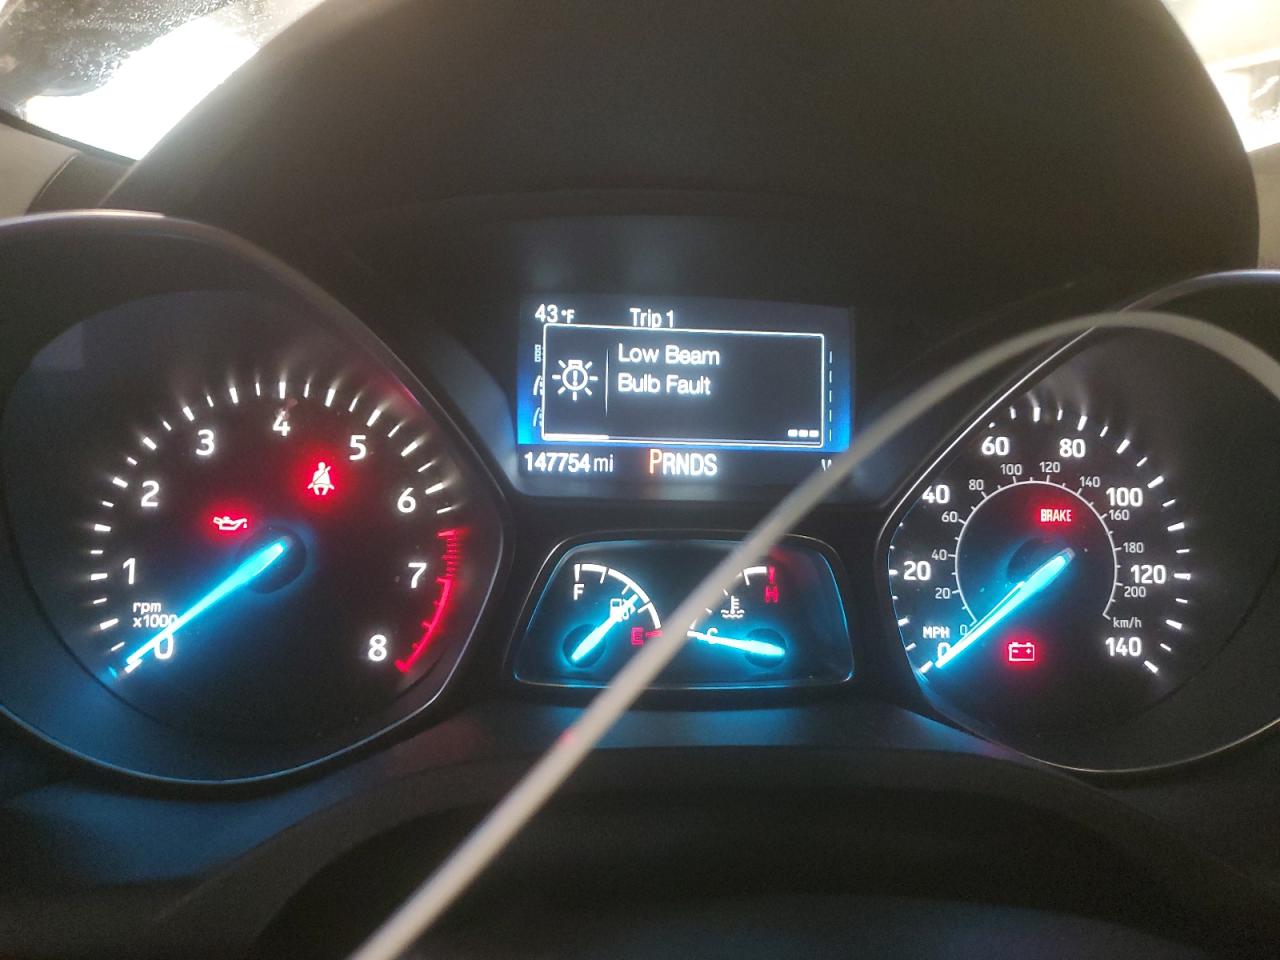 43°F Trip 1
Low Beam
Bulb Fault
147754 mi PRNDS
0 1 2 3 4 5 6 7 8
rpm
x1000
F
E
C
H
MPH 0 20 40 60 80 100 120 140
0 20 40 60 80 100 120 140 160 180 200
km/h
BRAKE